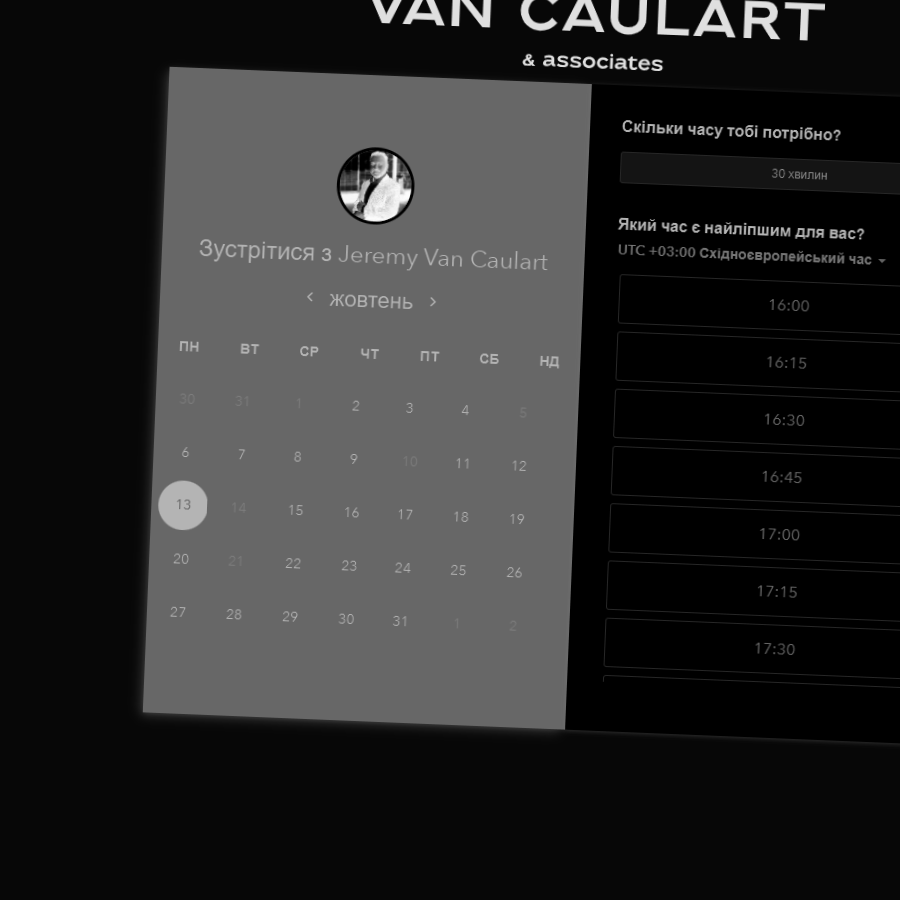 VAN CAULART
& associates
Зустрітися з Jeremy Van Caulart
‹ жовтень ›
ПН ВТ СР ЧТ ПТ СБ НД
30 31 1 2 3 4 5
6 7 8 9 10 11 12
13 14 15 16 17 18 19
20 21 22 23 24 25 26
27 28 29 30 31 1 2
Скільки часу тобі потрібно?
30 хвилин
Який час є найліпшим для вас?
UTC +03:00 Східноєвропейський час
16:00
16:15
16:30
16:45
17:00
17:15
17:30